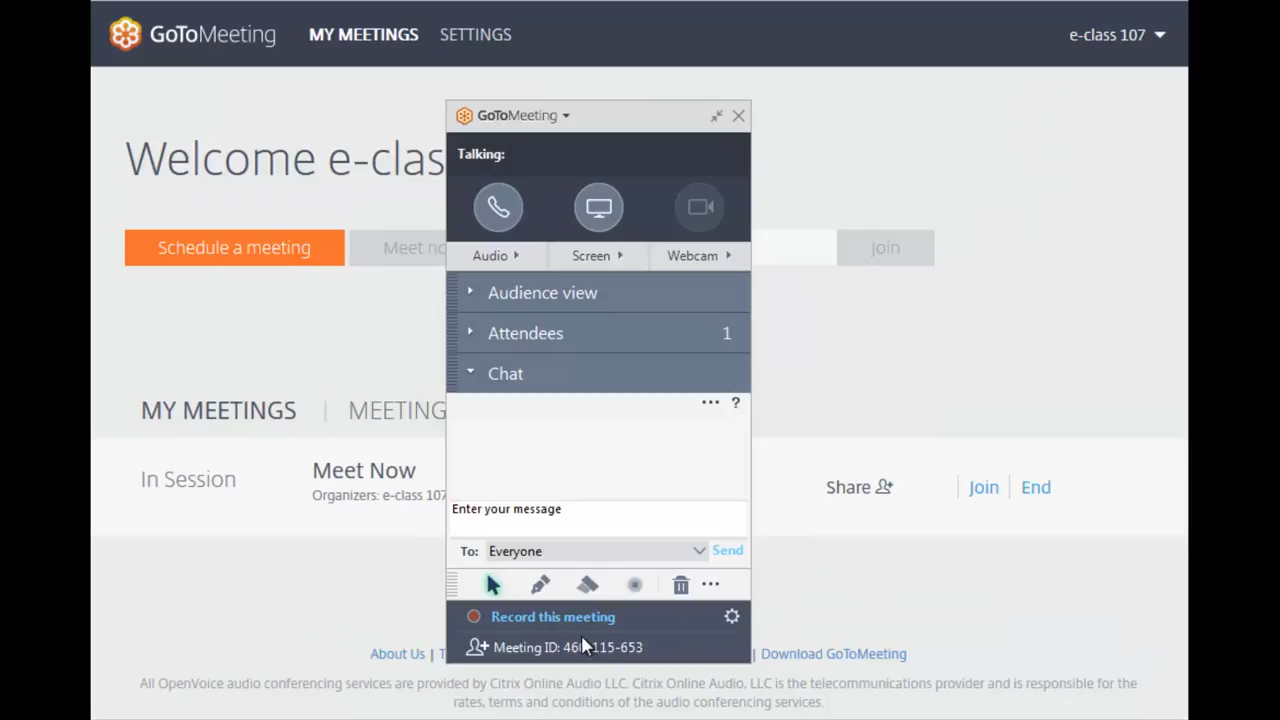 GoToMeeting MY MEETINGS SETTINGS e-class 107
Welcome e-clas
Schedule a meeting Meet no Join
MY MEETINGS | MEETING
In Session Meet Now Share Join End
Organizers: e-class 107
About Us | Download GoToMeeting
All OpenVoice audio conferencing services are provided by Citrix Online Audio LLC. Citrix Online Audio, LLC is the telecommunications provider and is responsible for the
rates, terms and conditions of the audio conferencing services.
GoToMeeting
Talking:
Audio Screen Webcam
Audience view
Attendees 1
Chat
... ?
Enter your message
To: Everyone Send
Record this meeting
Meeting ID: 115-653